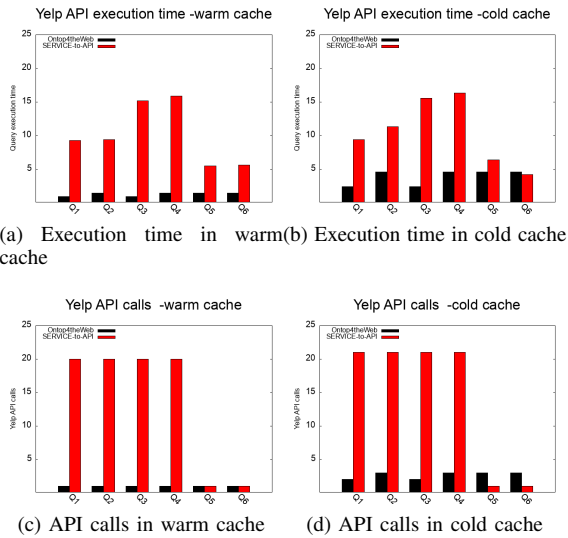 Yelp API execution time -warm cache
25
20
15
10
5
Query execution time
Ontop4theWeb
SERVICE-to-API
Q1
Q2
Q3
Q4
Q5
Q6
(a) Execution time in warm
cache
Yelp API execution time -cold cache
25
20
15
10
5
Query execution time
Ontop4theWeb
SERVICE-to-API
Q1
Q2
Q3
Q4
Q5
Q6
(b) Execution time in cold cache
Yelp API calls -warm cache
25
20
15
10
5
Yelp API calls
Ontop4theWeb
SERVICE-to-API
Q1
Q2
Q3
Q4
Q5
Q6
(c) API calls in warm cache
Yelp API calls -cold cache
25
20
15
10
5
Yelp API calls
Ontop4theWeb
SERVICE-to-API
Q1
Q2
Q3
Q4
Q5
Q6
(d) API calls in cold cache